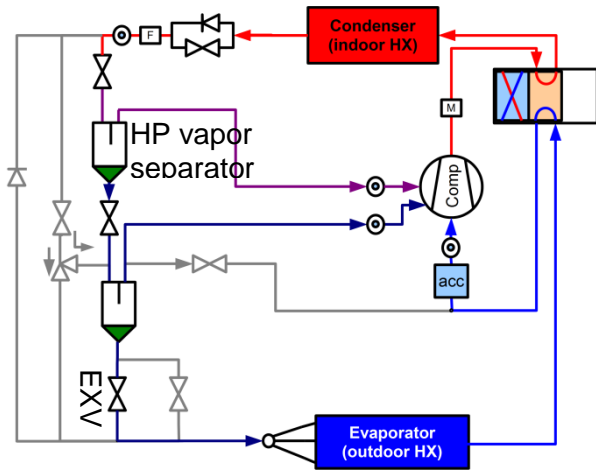 Condenser
(indoor HX)
F
M
HP vapor
separator
Comp
acc
EXV
Evaporator
(outdoor HX)